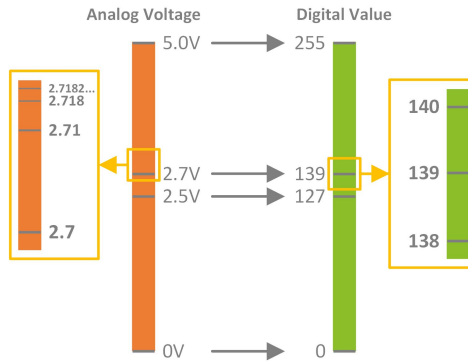 Analog Voltage
Digital Value
5.0V
255
2.7182...
2.718
2.71
2.7
2.7V
139
2.5V
127
140
139
138
0V
0